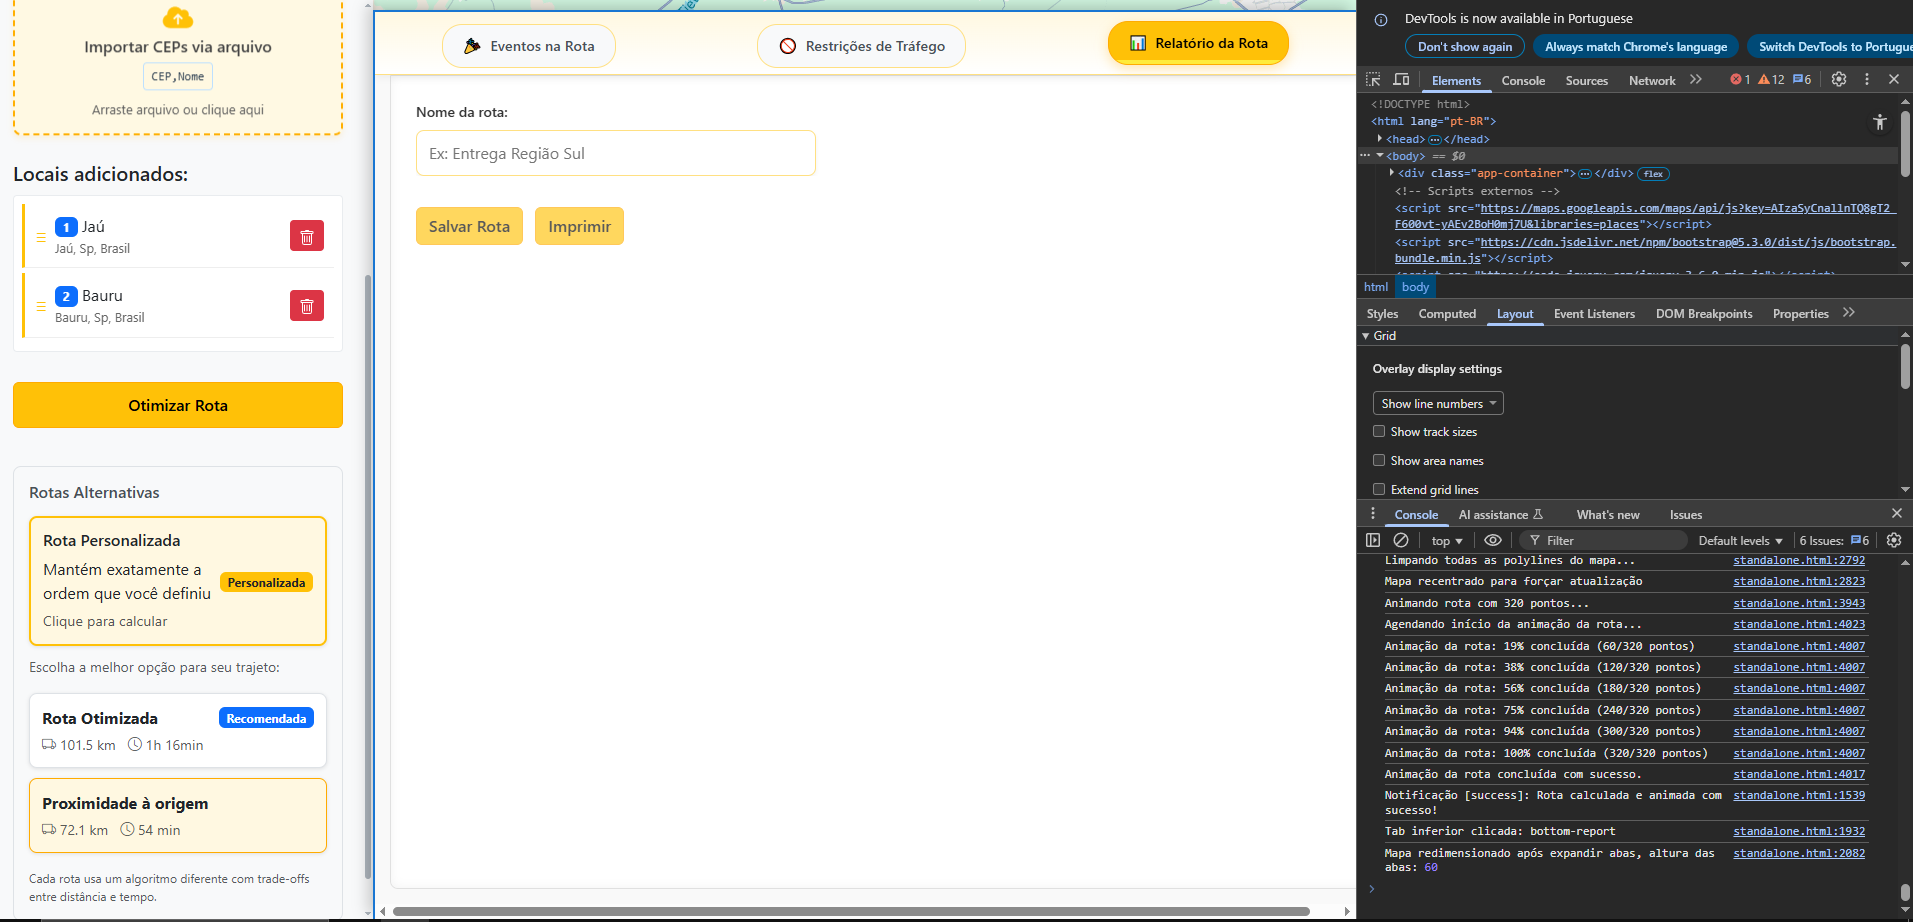 Importar CEPs via arquivo
CEP,Nome
Arraste arquivo ou clique aqui
Locais adicionados:
1 Jaú
Jaú, Sp, Brasil
2 Bauru
Bauru, Sp, Brasil
Otimizar Rota
Rotas Alternativas
Rota Personalizada
Mantém exatamente a
ordem que você definiu
Personalizada
Clique para calcular
Escolha a melhor opção para seu trajeto:
Rota Otimizada Recomendada
101.5 km 1h 16min
Proximidade à origem
72.1 km 54 min
Cada rota usa um algoritmo diferente com trade-offs
entre distância e tempo.
Eventos na Rota Restrições de Tráfego Relatório da Rota
Nome da rota:
Ex: Entrega Região Sul
Salvar Rota Imprimir
DevTools is now available in Portuguese
Don't show again Always match Chrome's language Switch DevTools to Portugue
Elements Console Sources Network 1 12 6
<!DOCTYPE html>
<html lang="pt-BR">
<head> </head>
<body> == $0
<div class="app-container"> </div> flex
<!-- Scripts externos -->
<script src="https://maps.googleapis.com/maps/api/js?key=AIzaSyCnallnTQ8gT2_
F600vt-yAEv2BoH0mj7U&libraries=places"></script>
<script src="https://cdn.jsdelivr.net/npm/bootstrap@5.3.0/dist/js/bootstrap.
bundle.min.js"></script>
<script src="https://code.jquery.com/jquery-3.6.0.min.js"></script>
html body
Styles Computed Layout Event Listeners DOM Breakpoints Properties
Grid
Overlay display settings
Show line numbers
Show track sizes
Show area names
Extend grid lines
Console AI assistance What's new Issues
top Filter Default levels 6 Issues: 6
Limpando todas as polylines do mapa... standalone.html:2792
Mapa recentrado para forçar atualização standalone.html:2823
Animando rota com 320 pontos... standalone.html:3943
Agendando início da animação da rota... standalone.html:4023
Animação da rota: 19% concluída (60/320 pontos) standalone.html:4007
Animação da rota: 38% concluída (120/320 pontos) standalone.html:4007
Animação da rota: 56% concluída (180/320 pontos) standalone.html:4007
Animação da rota: 75% concluída (240/320 pontos) standalone.html:4007
Animação da rota: 94% concluída (300/320 pontos) standalone.html:4007
Animação da rota: 100% concluída (320/320 pontos) standalone.html:4007
Animação da rota concluída com sucesso. standalone.html:4017
Notificação [success]: Rota calculada e animada com standalone.html:1539
sucesso!
Tab inferior clicada: bottom-report standalone.html:1932
Mapa redimensionado após expandir abas, altura das standalone.html:2082
abas: 60